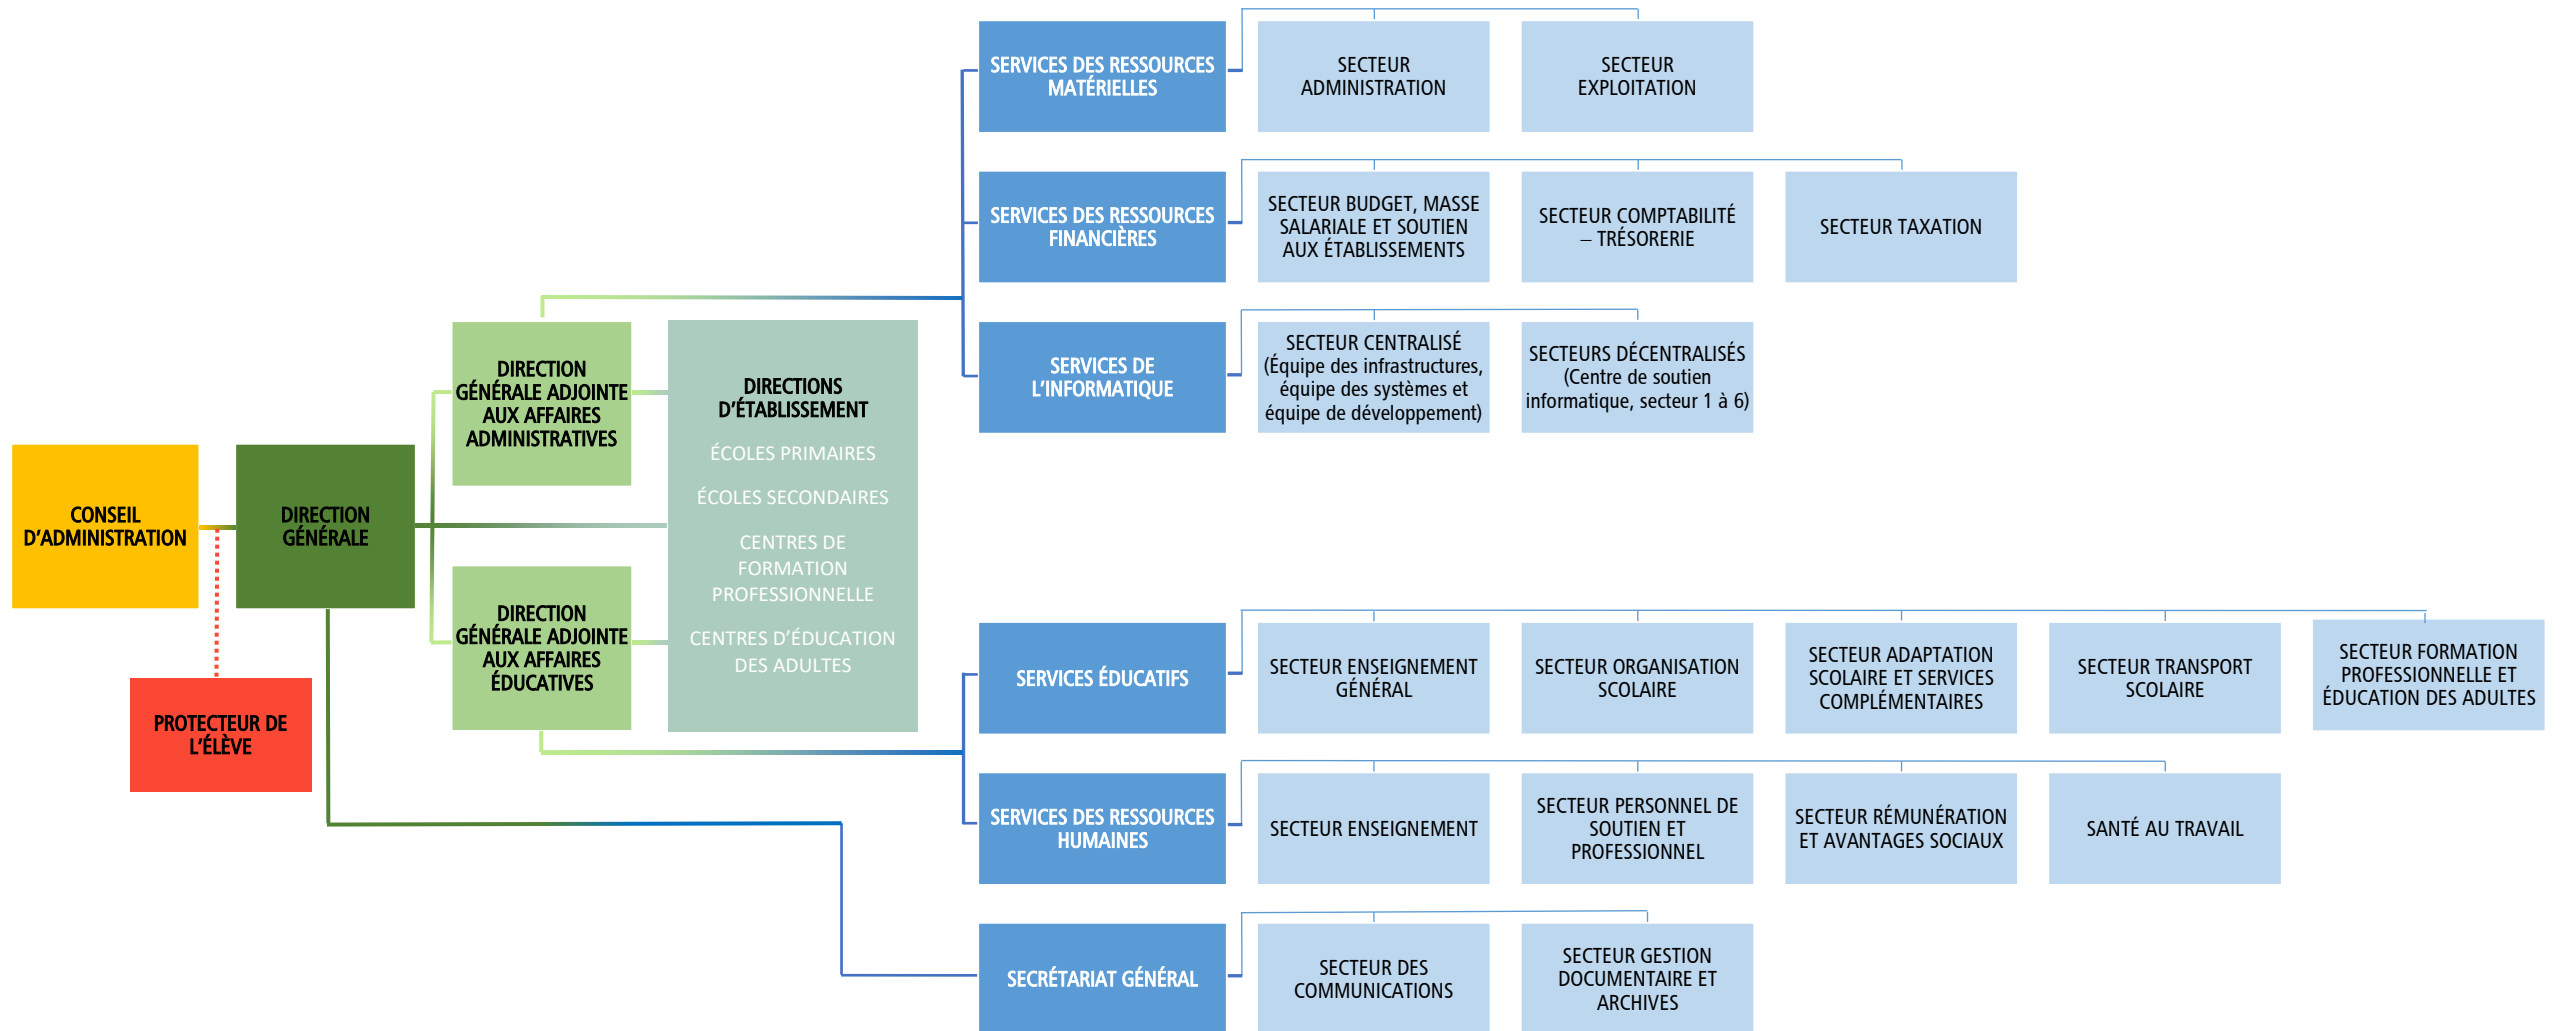 CONSEIL
D'ADMINISTRATION
DIRECTION
GÉNÉRALE
PROTECTEUR DE
L'ÉLÈVE
DIRECTION
GÉNÉRALE ADJOINTE
AUX AFFAIRES
ADMINISTRATIVES
DIRECTION
GÉNÉRALE ADJOINTE
AUX AFFAIRES
ÉDUCATIVES
DIRECTIONS
D'ÉTABLISSEMENT
ÉCOLES PRIMAIRES
ÉCOLES SECONDAIRES
CENTRES DE
FORMATION
PROFESSIONNELLE
CENTRES D'ÉDUCATION
DES ADULTES
SERVICES DES RESSOURCES
MATÉRIELLES
SECTEUR
ADMINISTRATION
SECTEUR
EXPLOITATION
SERVICES DES RESSOURCES
FINANCIÈRES
SECTEUR BUDGET, MASSE
SALARIALE ET SOUTIEN
AUX ÉTABLISSEMENTS
SECTEUR COMPTABILITÉ
– TRÉSORERIE
SECTEUR TAXATION
SERVICES DE
L'INFORMATIQUE
SECTEUR CENTRALISÉ
(Équipe des infrastructures,
équipe des systèmes et
équipe de développement)
SECTEURS DÉCENTRALISÉS
(Centre de soutien
informatique, secteur 1 à 6)
SERVICES ÉDUCATIFS
SECTEUR ENSEIGNEMENT
GÉNÉRAL
SECTEUR ORGANISATION
SCOLAIRE
SECTEUR ADAPTATION
SCOLAIRE ET SERVICES
COMPLÉMENTAIRES
SECTEUR TRANSPORT
SCOLAIRE
SECTEUR FORMATION
PROFESSIONNELLE ET
ÉDUCATION DES ADULTES
SERVICES DES RESSOURCES
HUMAINES
SECTEUR ENSEIGNEMENT
SECTEUR PERSONNEL DE
SOUTIEN ET
PROFESSIONNEL
SECTEUR RÉMUNÉRATION
ET AVANTAGES SOCIAUX
SANTÉ AU TRAVAIL
SECRÉTARIAT GÉNÉRAL
SECTEUR DES
COMMUNICATIONS
SECTEUR GESTION
DOCUMENTAIRE ET
ARCHIVES